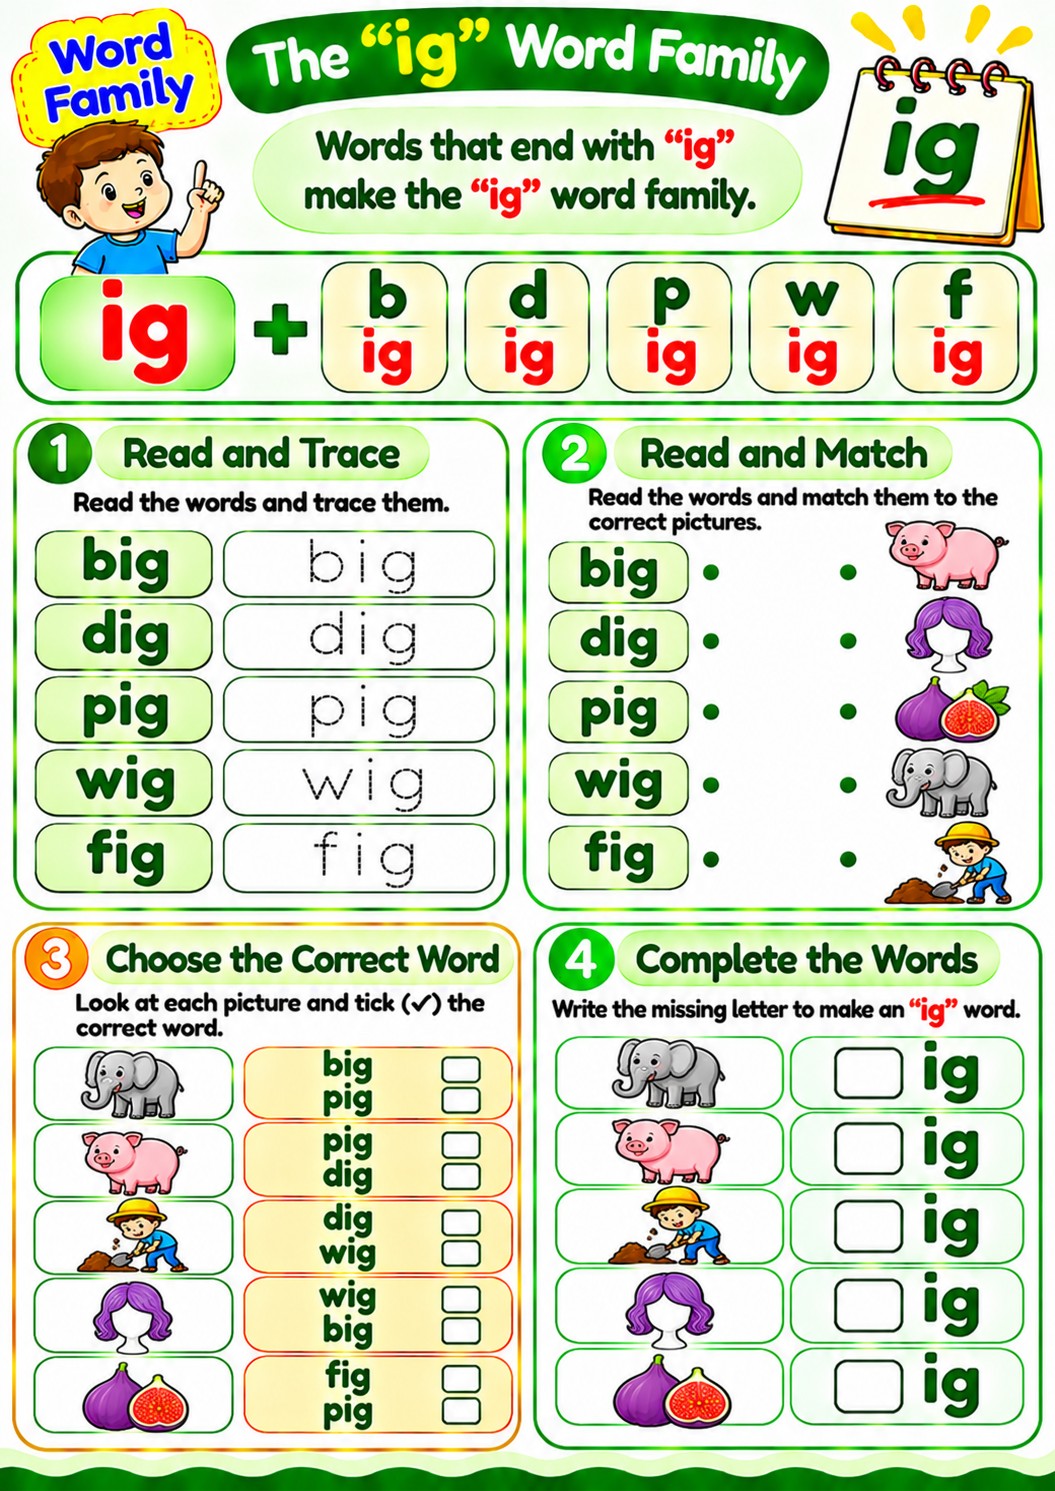 Word
Family
The “ig” Word Family
Words that end with “ig”
make the “ig” word family.
ig
ig + b d p w f
ig ig ig ig ig
1 Read and Trace
Read the words and trace them.
big big
dig dig
pig pig
wig wig
fig fig
2 Read and Match
Read the words and match them to the
correct pictures.
big
dig
pig
wig
fig
3 Choose the Correct Word
Look at each picture and tick (✓) the
correct word.
big
pig
pig
dig
dig
wig
wig
big
fig
pig
4 Complete the Words
Write the missing letter to make an “ig” word.
ig
ig
ig
ig
ig